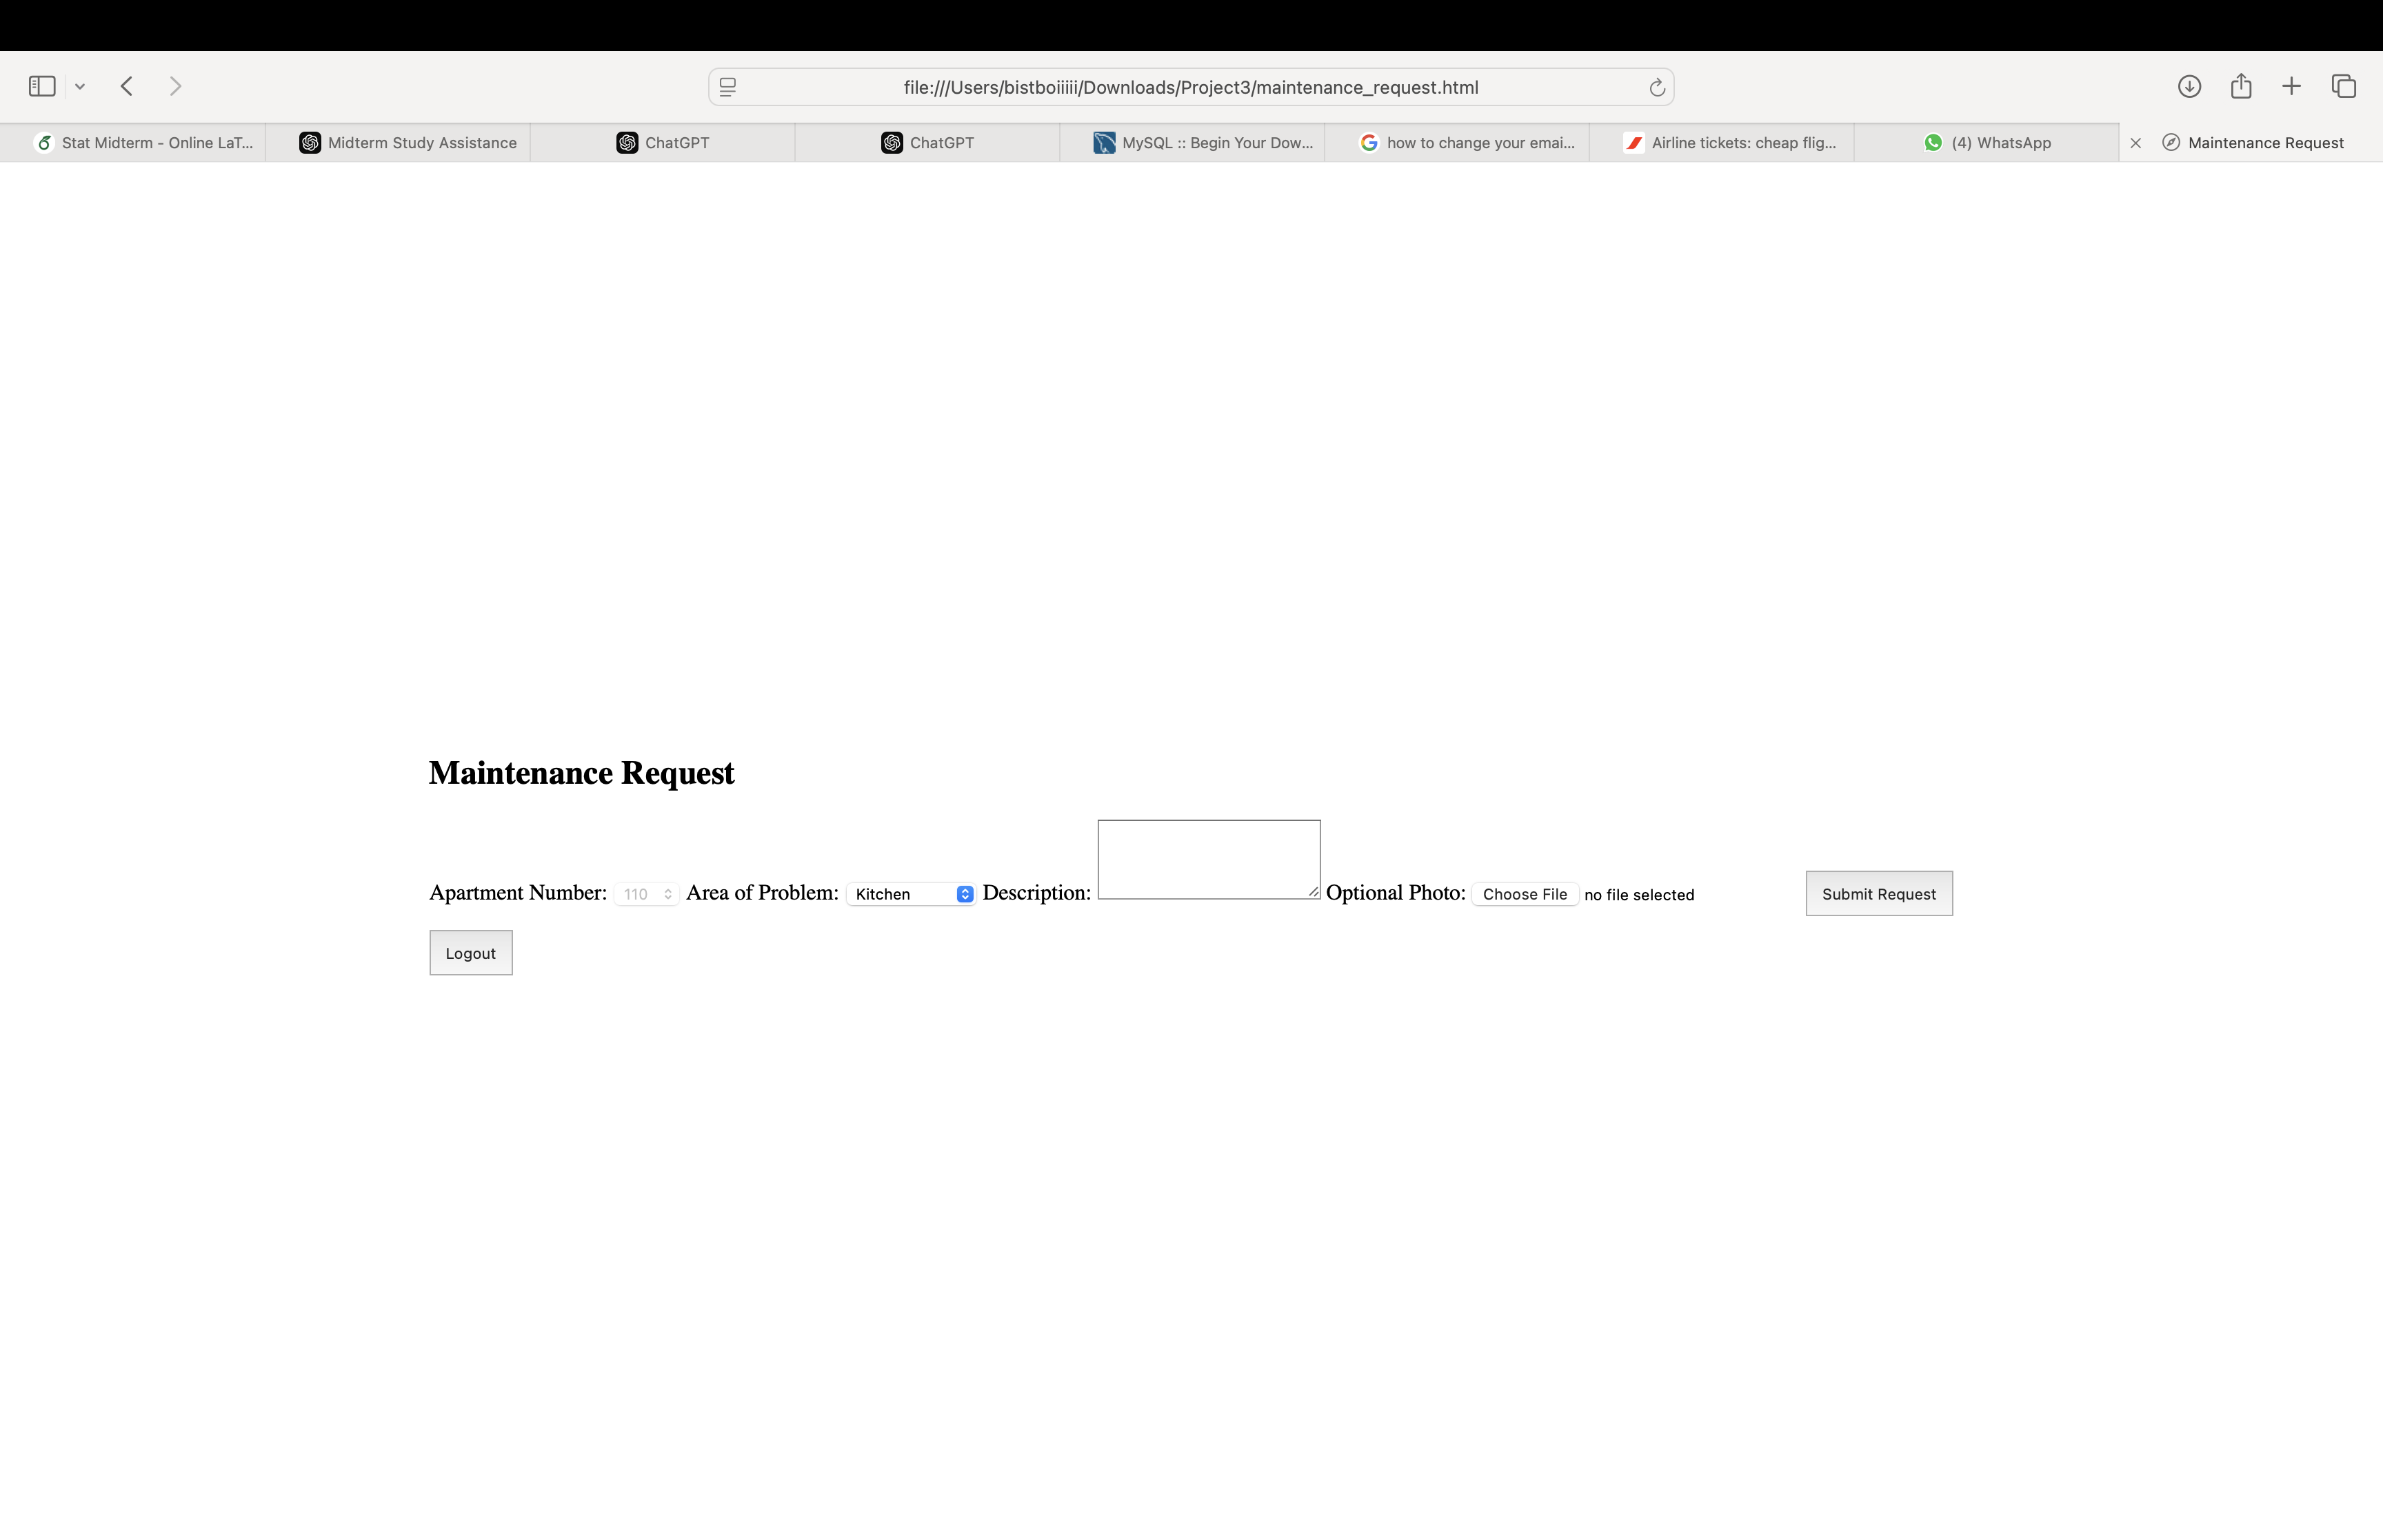 file:///Users/bistboiiiii/Downloads/Project3/maintenance_request.html
Stat Midterm - Online LaT... Midterm Study Assistance ChatGPT ChatGPT MySQL :: Begin Your Dow... how to change your emai... Airline tickets: cheap flig... (4) WhatsApp Maintenance Request
Maintenance Request
Apartment Number: 110 Area of Problem: Kitchen Description: Optional Photo: Choose File no file selected Submit Request
Logout